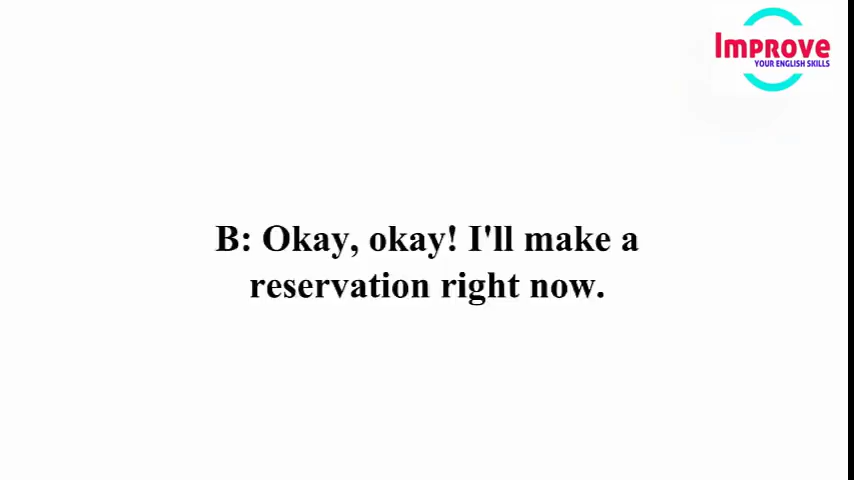 Improve
YOUR ENGLISH SKILLS
B: Okay, okay! I'll make a
reservation right now.